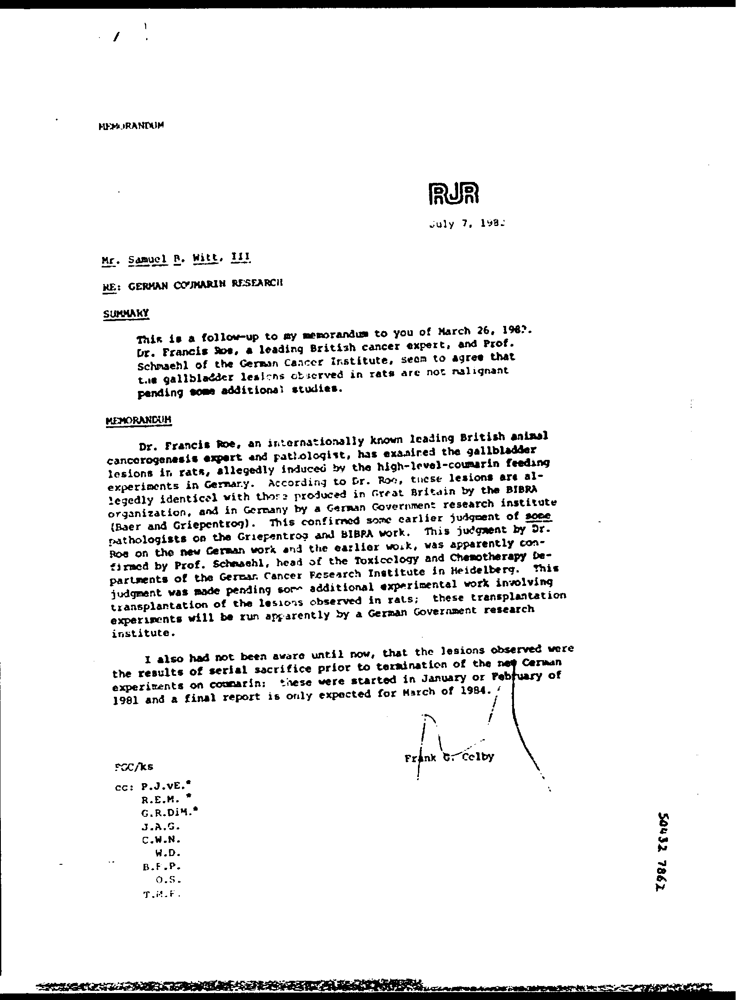 MEMORANDUM
RJR
July 7, 198
Mr. Samuel B. Witt, III
RE: GERMAN COUMARIN RESEARCH
SUMMARY
This is a follow-up to my memorandum to you of March 26, 1982.
Dr. Francis Roe, a leading British cancer expert, and Prof.
Schmaehl of the German Cancer Institute, seem to agree that
the gallbladder lesions observed in rats are not malignant
pending some additional studies.
MEMORANDUM
Dr. Francis Roe, an internationally known leading British animal
cancerogenesis expert and pathologist, has examined the gallbladder
lesions in rats, allegedly induced by the high-level-coumarin feeding
experiments in Germany. According to Dr. Roe, these lesions are al-
legedly identical with those produced in Great Britain by the BIBRA
organization, and in Germany by a German Government research institute
(Baer and Griepentrog). This confirmed some earlier judgment of some
pathologists on the Griepentrog and BIBRA work. This judgment by Dr.
Roe on the new German work and the earlier work, was apparently con-
firmed by Prof. Schmaehl, head of the Toxicology and Chemotherapy De-
partments of the German Cancer Research Institute in Heidelberg. This
judgment was made pending some additional experimental work involving
transplantation of the lesions observed in rats; these transplantation
experiments will be run apparently by a German Government research
institute.
I also had not been aware until now, that the lesions observed were
the results of serial sacrifice prior to termination of the new German
experiments on coumarin; these were started in January or February of
1981 and a final report is only expected for March of 1984.
Frank G. Colby
FGC/ks
cc: P.J.vE.*
R.E.M. *
G.R.DiM.*
J.A.G.
C.W.N.
W.D.
B.F.P.
O.S.
T.M.F.
50432 7862